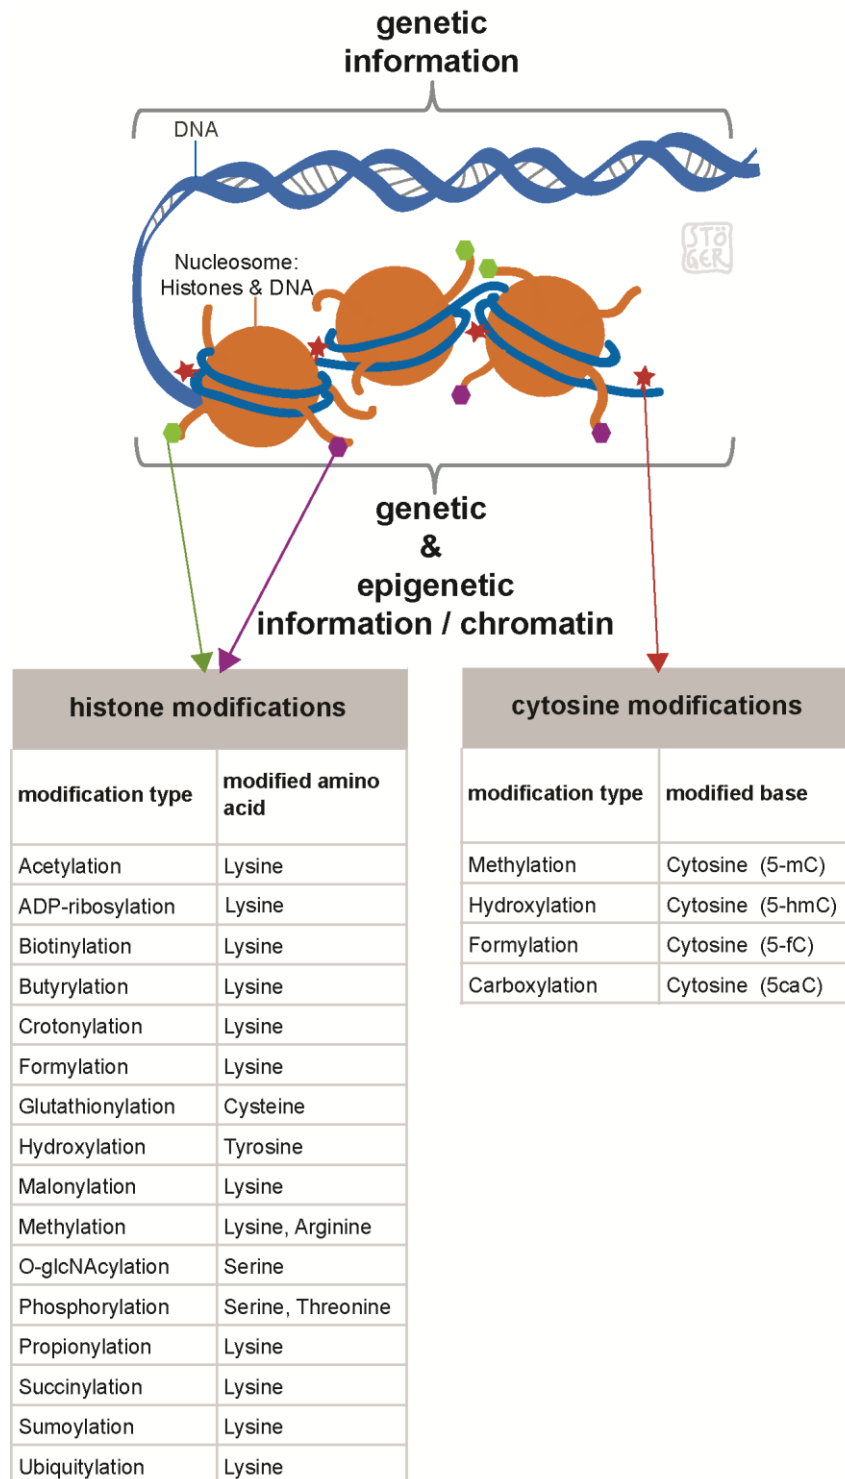 genetic
information
DNA
STÖ
GER
Nucleosome:
Histones & DNA
genetic
&
epigenetic
information / chromatin
histone modifications
modification type modified amino
acid
Acetylation Lysine
ADP-ribosylation Lysine
Biotinylation Lysine
Butyrylation Lysine
Crotonylation Lysine
Formylation Lysine
Glutathionylation Cysteine
Hydroxylation Tyrosine
Malonylation Lysine
Methylation Lysine, Arginine
O-glcNAcylation Serine
Phosphorylation Serine, Threonine
Propionylation Lysine
Succinylation Lysine
Sumoylation Lysine
Ubiquitylation Lysine
cytosine modifications
modification type modified base
Methylation Cytosine (5-mC)
Hydroxylation Cytosine (5-hmC)
Formylation Cytosine (5-fC)
Carboxylation Cytosine (5caC)